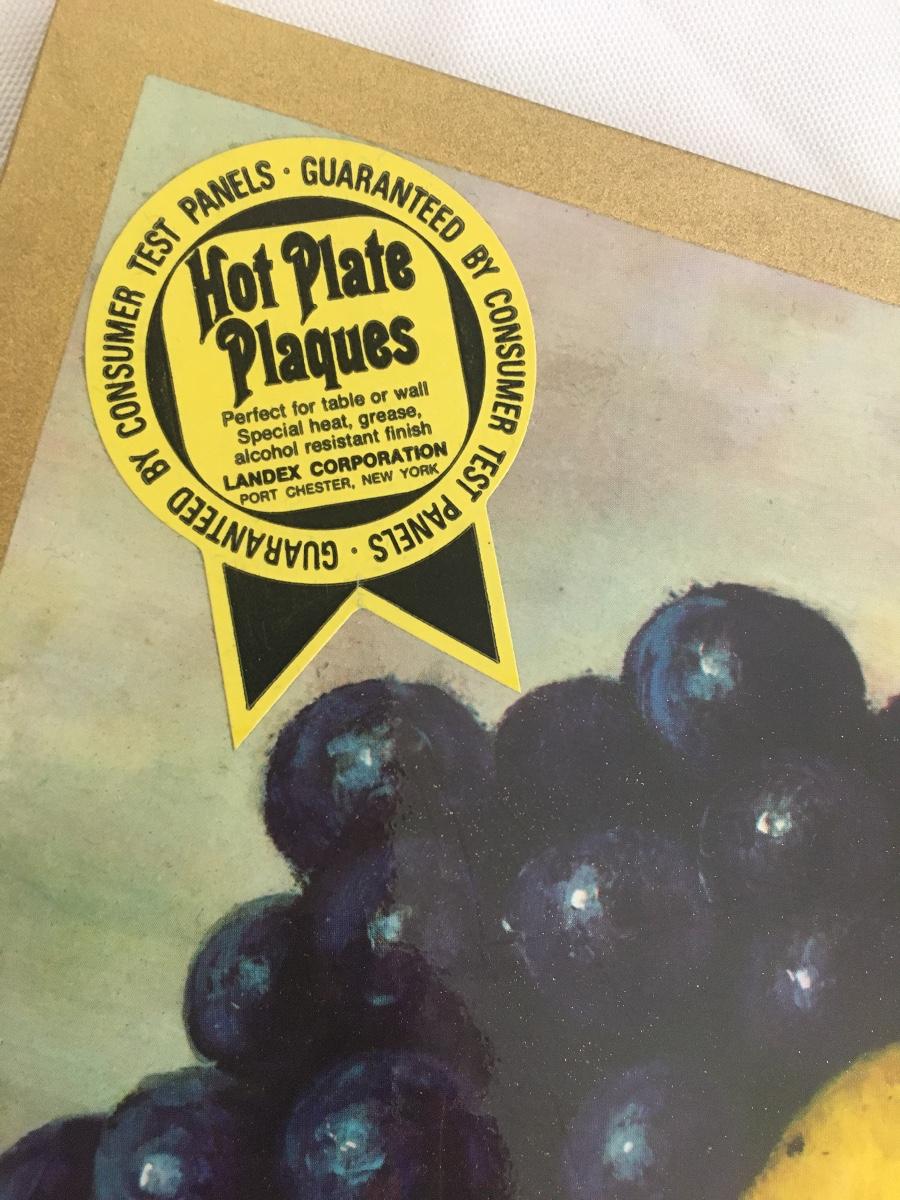 GUARANTEED BY CONSUMER TEST PANELS · GUARANTEED BY CONSUMER TEST PANELS ·
Hot Plate
Plaques
Perfect for table or wall
Special heat, grease,
alcohol resistant finish
LANDEX CORPORATION
PORT CHESTER, NEW YORK